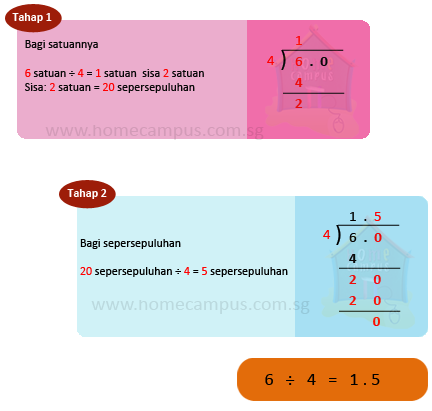 Tahap 1
Bagi satuannya
6 satuan ÷ 4 = 1 satuan sisa 2 satuan
Sisa: 2 satuan = 20 sepersepuluhan
1
4 ) 6 . 0
4
2
www.homecampus.com.sg
Tahap 2
Bagi sepersepuluhan
20 sepersepuluhan ÷ 4 = 5 sepersepuluhan
1 . 5
4 ) 6 . 0
4
2 0
2 0
0
www.homecampus.com.sg
6 ÷ 4 = 1.5